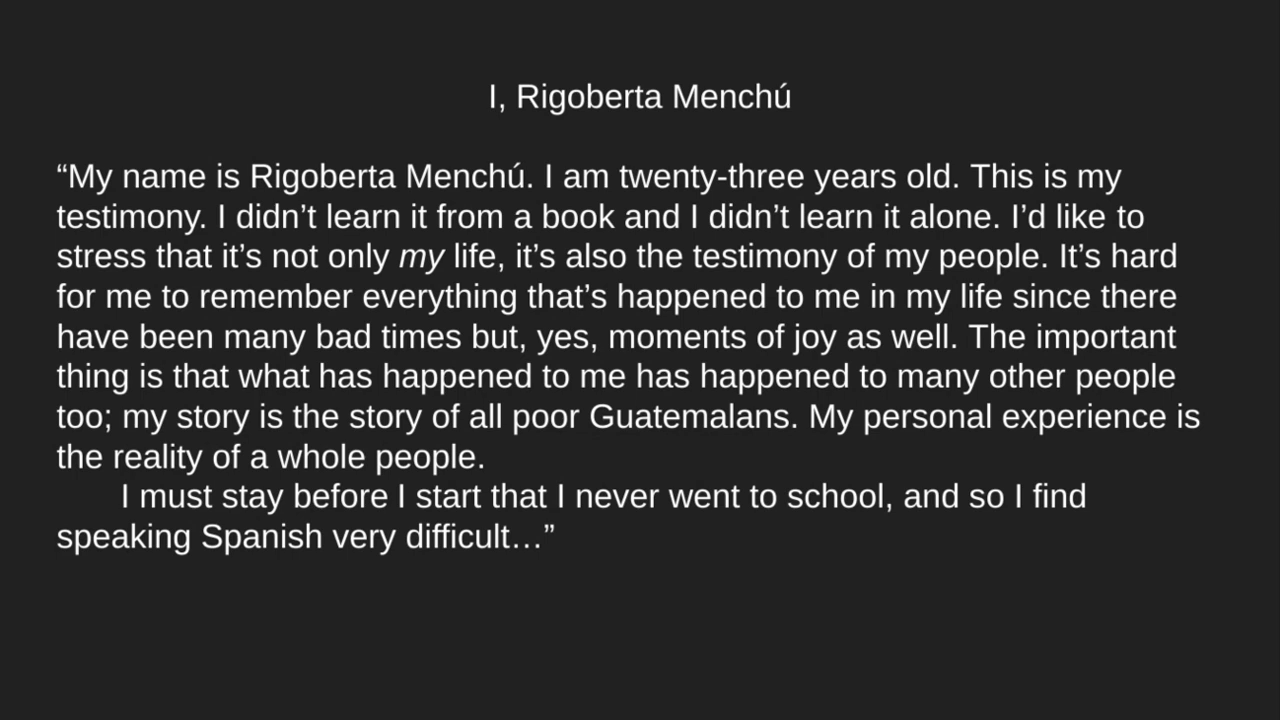 I, Rigoberta Menchú
“My name is Rigoberta Menchú. I am twenty-three years old. This is my
testimony. I didn’t learn it from a book and I didn’t learn it alone. I’d like to
stress that it’s not only my life, it’s also the testimony of my people. It’s hard
for me to remember everything that’s happened to me in my life since there
have been many bad times but, yes, moments of joy as well. The important
thing is that what has happened to me has happened to many other people
too; my story is the story of all poor Guatemalans. My personal experience is
the reality of a whole people.
I must stay before I start that I never went to school, and so I find
speaking Spanish very difficult…”